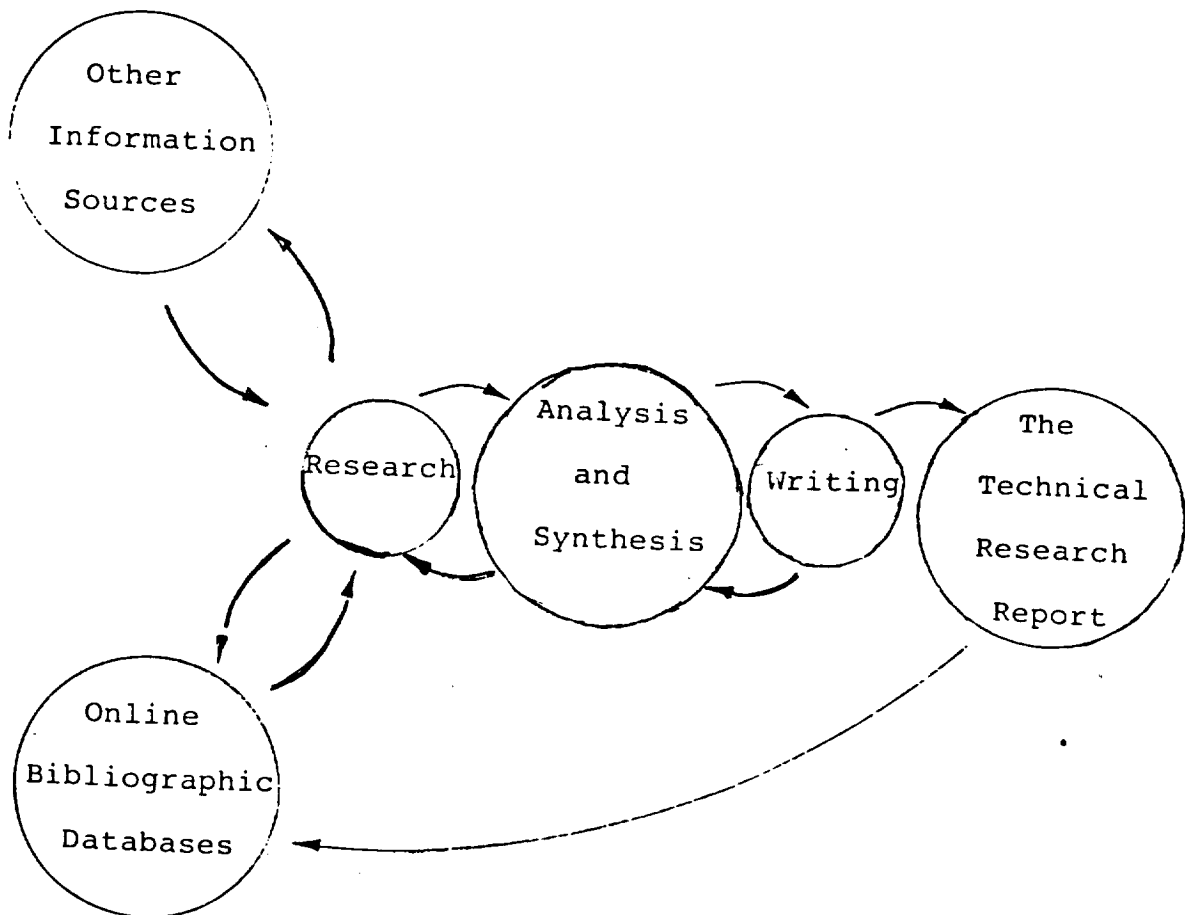 Other
Information
Sources
Research
Analysis
and
Synthesis
Writing
The
Technical
Research
Report
Online
Bibliographic
Databases